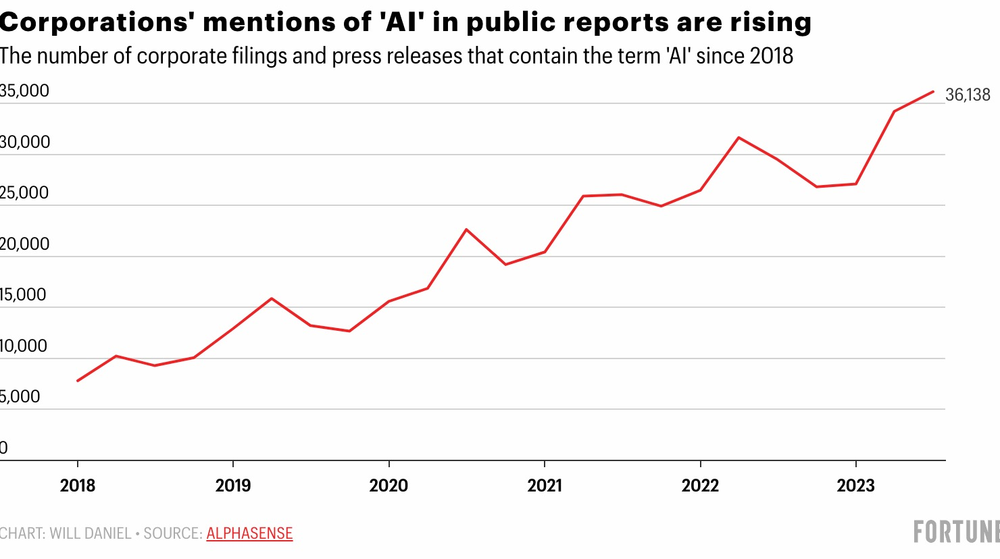 Corporations' mentions of 'AI' in public reports are rising
The number of corporate filings and press releases that contain the term 'AI' since 2018
35,000
36,138
30,000
25,000
20,000
15,000
10,000
5,000
0
2018 2019 2020 2021 2022 2023
CHART: WILL DANIEL • SOURCE: ALPHASENSE
FORTUNE